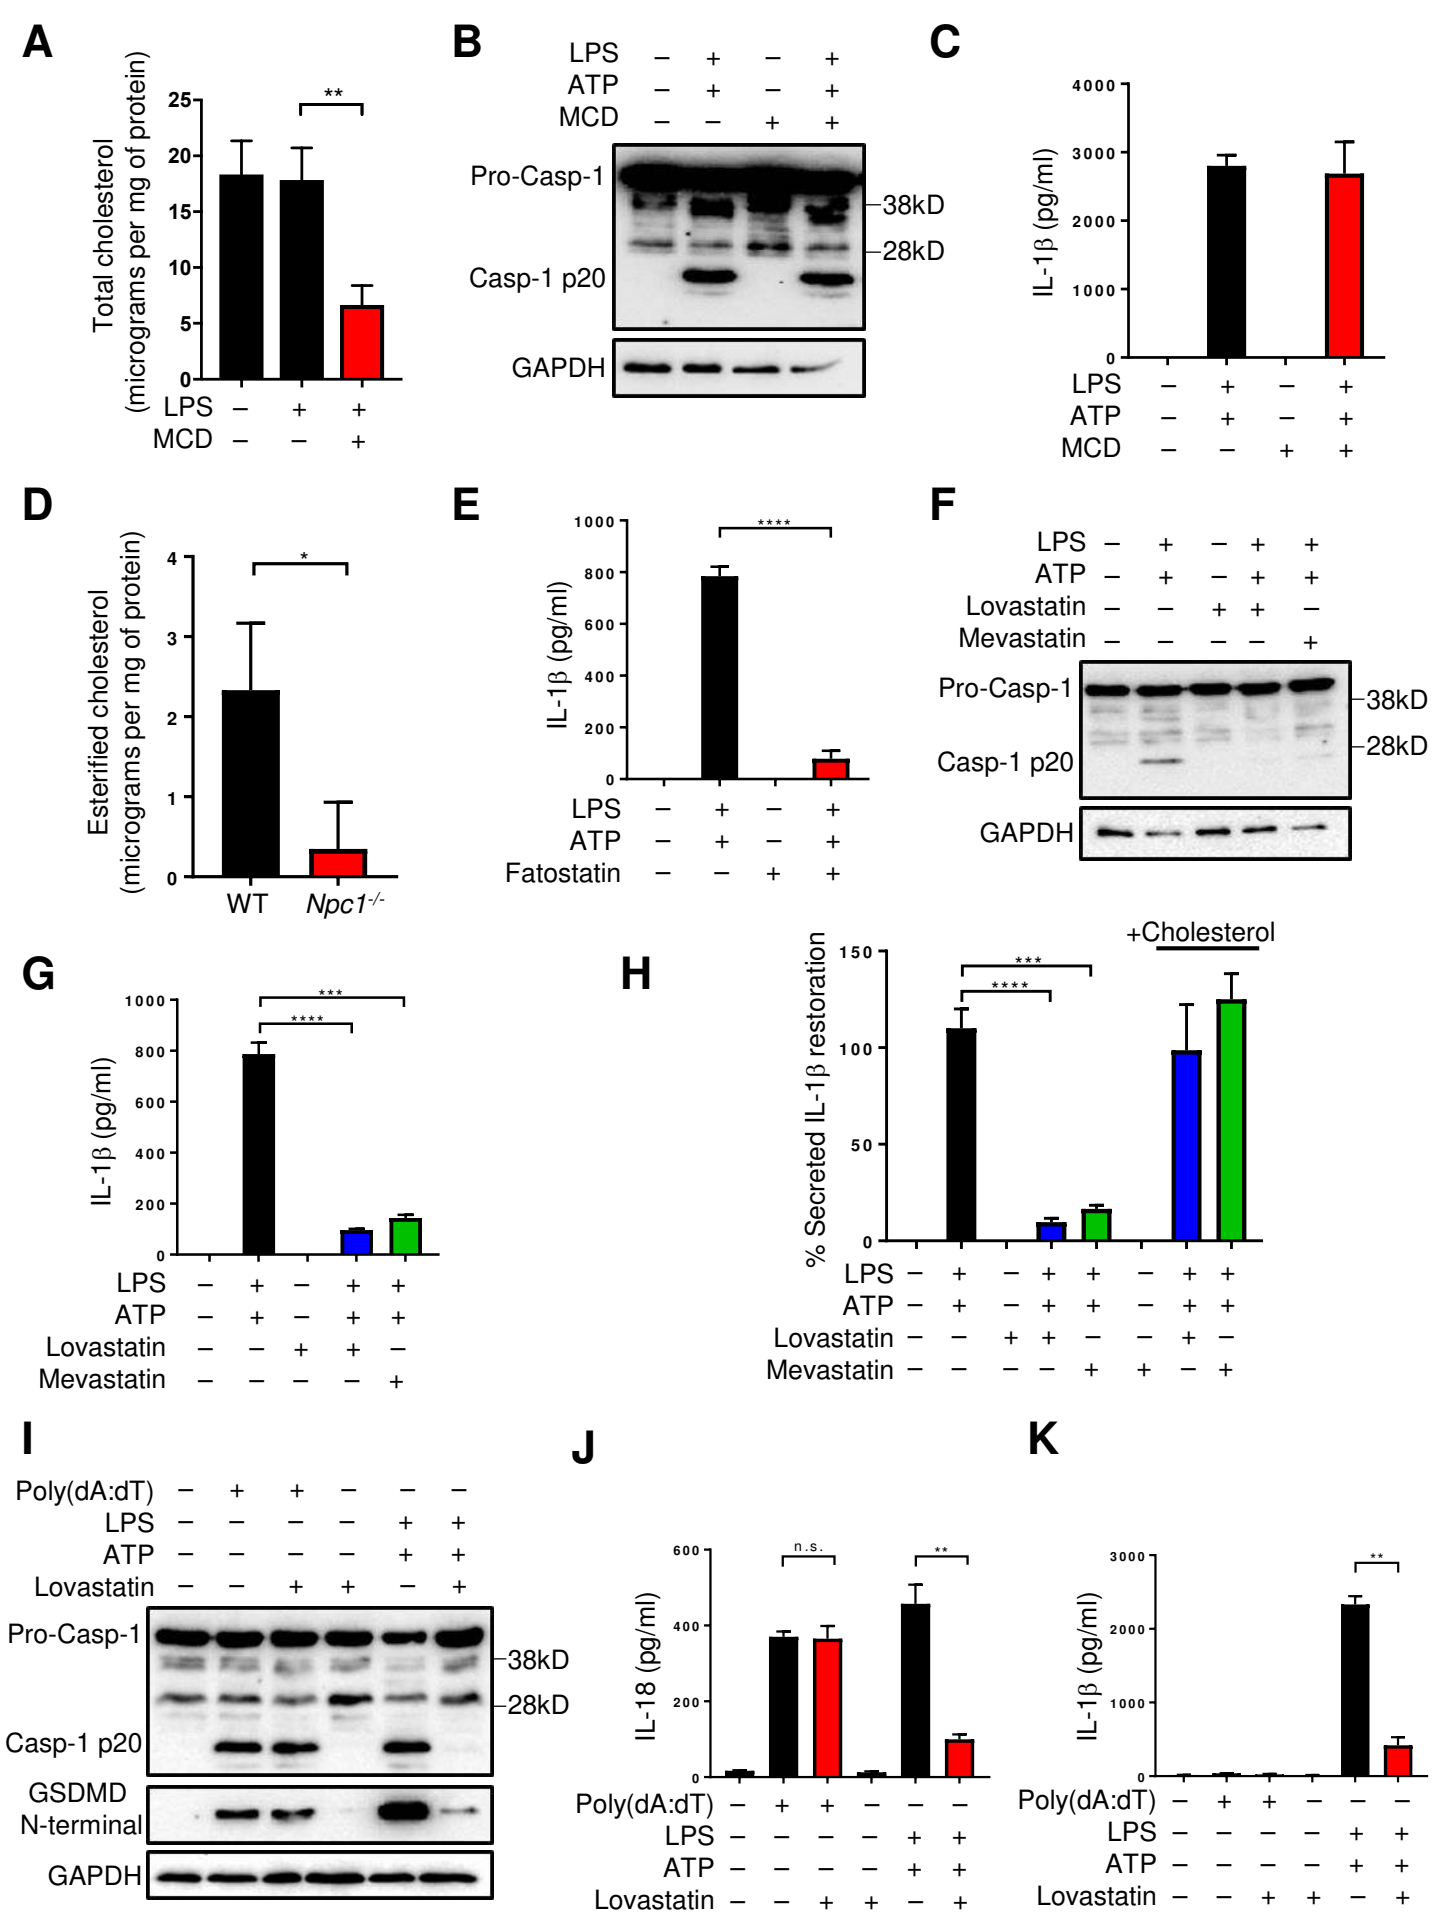 A
Total cholesterol
(micrograms per mg of protein)
25
20
15
10
5
0
**
LPS − + +
MCD − − +
B
LPS − + − +
ATP − + − +
MCD − − + +
Pro-Casp-1
38kD
28kD
Casp-1 p20
GAPDH
C
IL-1β (pg/ml)
4000
3000
2000
1000
0
LPS − + − +
ATP − + − +
MCD − − + +
D
Esterified cholesterol
(micrograms per mg of protein)
4
3
2
1
0
*
WT Npc1-/-
E
IL-1β (pg/ml)
1000
800
600
400
200
0
****
LPS − + − +
ATP − + − +
Fatostatin − − + +
F
LPS − + − + +
ATP − + − + +
Lovastatin − − + + −
Mevastatin − − − − +
Pro-Casp-1
38kD
28kD
Casp-1 p20
GAPDH
G
IL-1β (pg/ml)
1000
800
600
400
200
0
***
****
LPS − + − + +
ATP − + − + +
Lovastatin − − + + −
Mevastatin − − − − +
H
% Secreted IL-1β restoration
150
100
50
0
***
****
+Cholesterol
LPS − + − + + − + +
ATP − + − + + − + +
Lovastatin − − + + − − + −
Mevastatin − − − − + + − +
I
Poly(dA:dT) − + + − − −
LPS − − − − + +
ATP − − − − + +
Lovastatin − − + + − +
Pro-Casp-1
38kD
28kD
Casp-1 p20
GSDMD
N-terminal
GAPDH
J
IL-18 (pg/ml)
600
400
200
0
n.s.
**
Poly(dA:dT) − + + − − −
LPS − − − − + +
ATP − − − − + +
Lovastatin − − + + − +
K
IL-1β (pg/ml)
3000
2000
1000
0
**
Poly(dA:dT) − + + − − −
LPS − − − − + +
ATP − − − − + +
Lovastatin − − + + − +